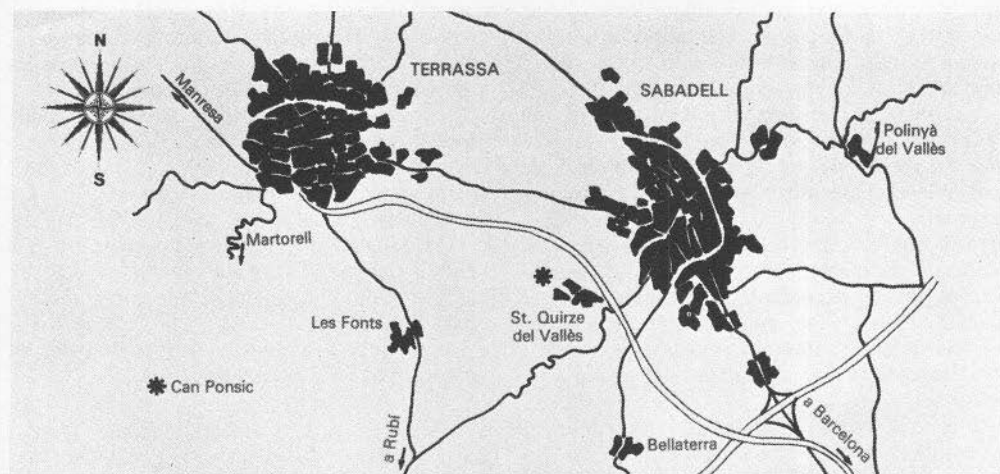 N
S
TERRASSA
SABADELL
Manresa
Polinyà
del Vallès
Martorell
Les Fonts
St. Quirze
del Vallès
Can Ponsic
a Rubí
Bellaterra
a Barcelona